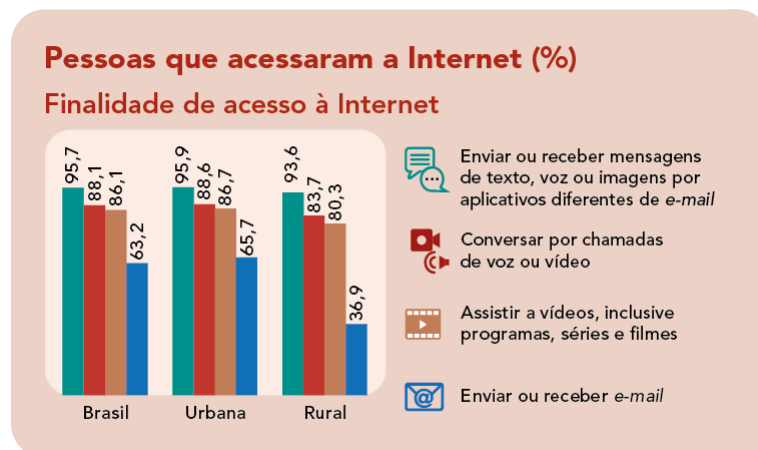 Pessoas que acessaram a Internet (%)
Finalidade de acesso à Internet
95,7
88,1
86,1
63,2
95,9
88,6
86,7
65,7
93,6
83,7
80,3
36,9
Brasil
Urbana
Rural
Enviar ou receber mensagens
de texto, voz ou imagens por
aplicativos diferentes de e-mail
Conversar por chamadas
de voz ou vídeo
Assistir a vídeos, inclusive
programas, séries e filmes
@
Enviar ou receber e-mail